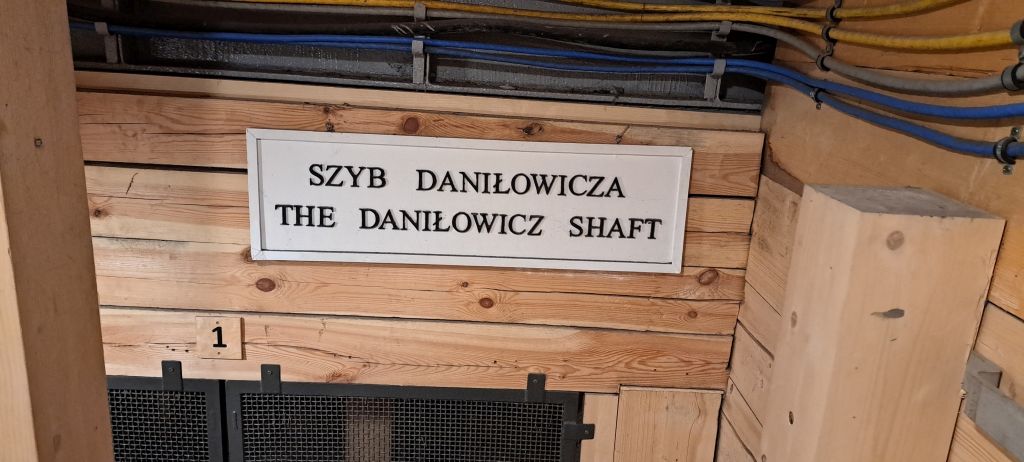 SZYB DANIŁOWICZA
THE DANIŁOWICZ SHAFT
1